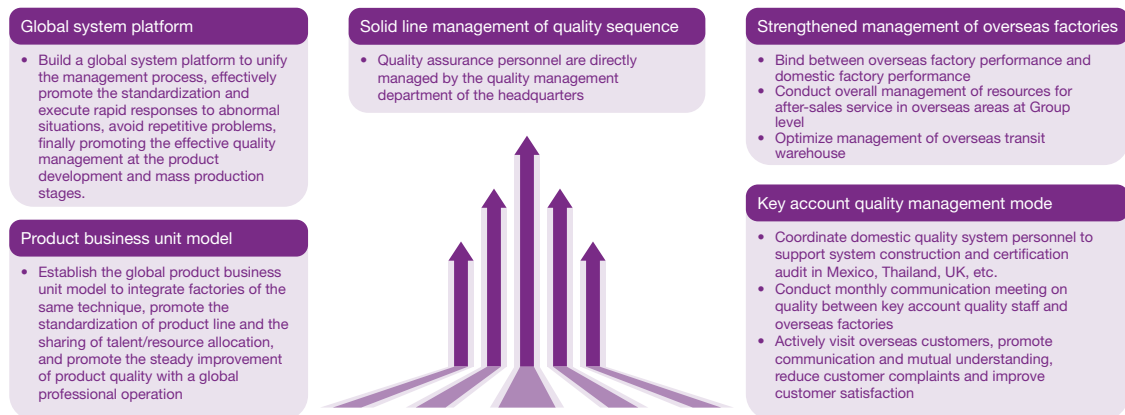 Global system platform
• Build a global system platform to unify
the management process, effectively
promote the standardization and
execute rapid responses to abnormal
situations, avoid repetitive problems,
finally promoting the effective quality
management at the product
development and mass production
stages.
Product business unit model
• Establish the global product business
unit model to integrate factories of the
same technique, promote the
standardization of product line and the
sharing of talent/resource allocation,
and promote the steady improvement
of product quality with a global
professional operation
Solid line management of quality sequence
• Quality assurance personnel are directly
managed by the quality management
department of the headquarters
Strengthened management of overseas factories
• Bind between overseas factory performance and
domestic factory performance
• Conduct overall management of resources for
after-sales service in overseas areas at Group
level
• Optimize management of overseas transit
warehouse
Key account quality management mode
• Coordinate domestic quality system personnel to
support system construction and certification
audit in Mexico, Thailand, UK, etc.
• Conduct monthly communication meeting on
quality between key account quality staff and
overseas factories
• Actively visit overseas customers, promote
communication and mutual understanding,
reduce customer complaints and improve
customer satisfaction